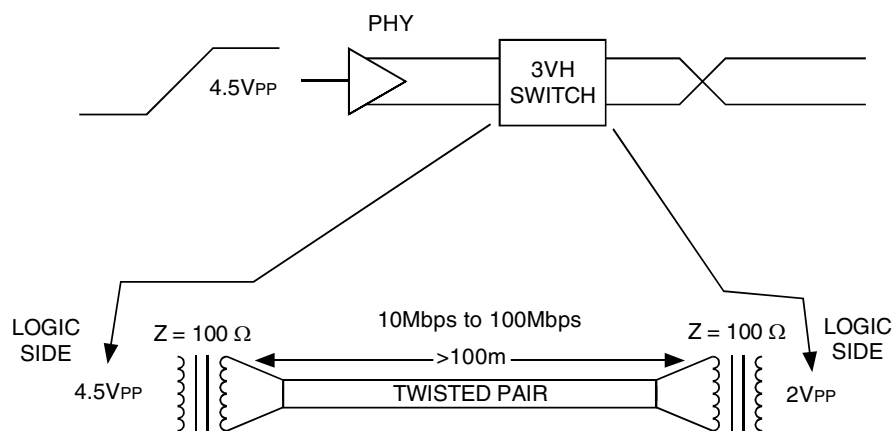 PHY
4.5VPP
3VH
SWITCH
LOGIC
SIDE
Z = 100 Ω
10Mbps to 100Mbps
Z = 100 Ω
LOGIC
SIDE
>100m
4.5VPP
TWISTED PAIR
2VPP